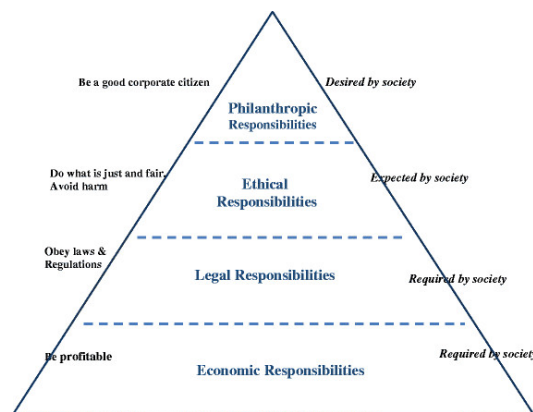 Be a good corporate citizen
Desired by society
Philanthropic
Responsibilities
Do what is just and fair,
Avoid harm
Expected by society
Ethical
Responsibilities
Obey laws &
Regulations
Legal Responsibilities
Required by society
Be profitable
Required by society
Economic Responsibilities